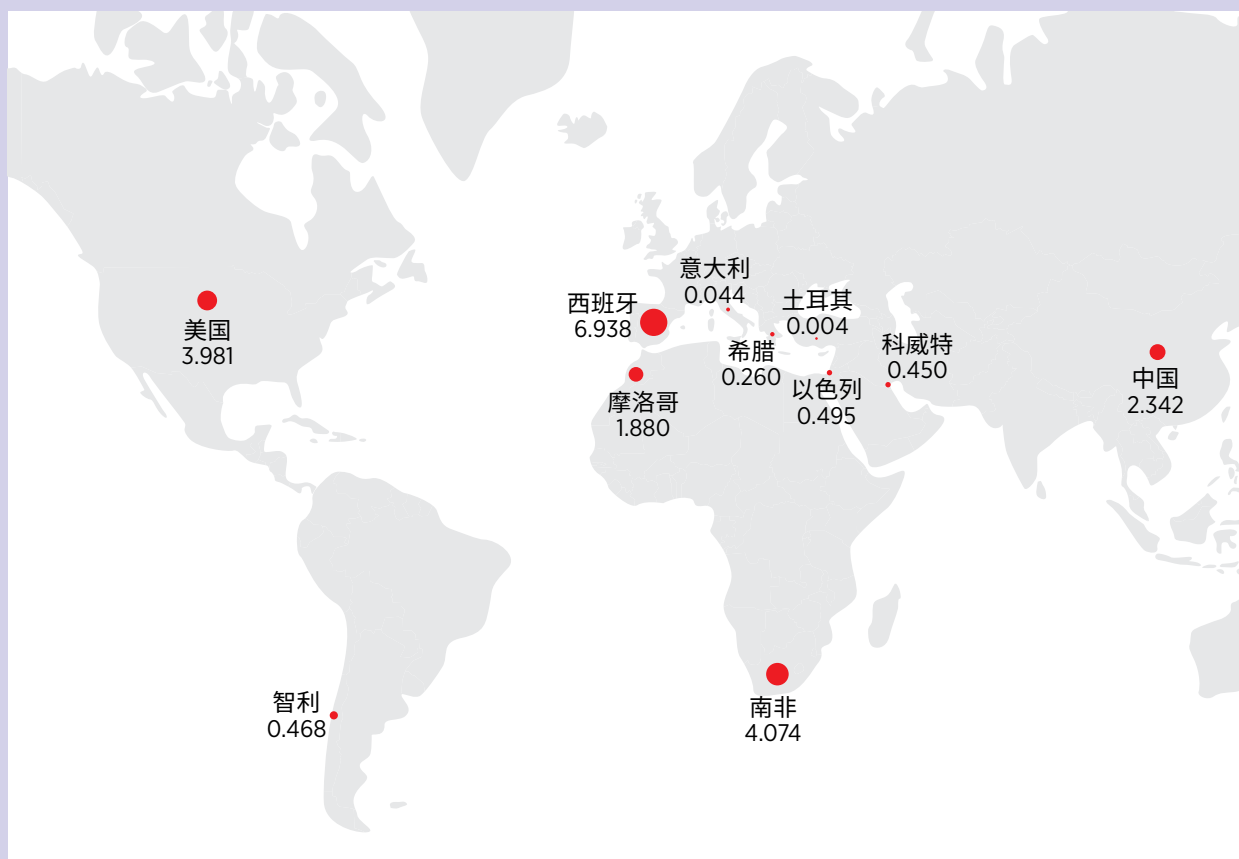 意大利
0.044
土耳其
0.004
西班牙
6.938
美国
3.981
希腊
0.260
科威特
0.450
以色列
0.495
中国
2.342
摩洛哥
1.880
智利
0.468
南非
4.074